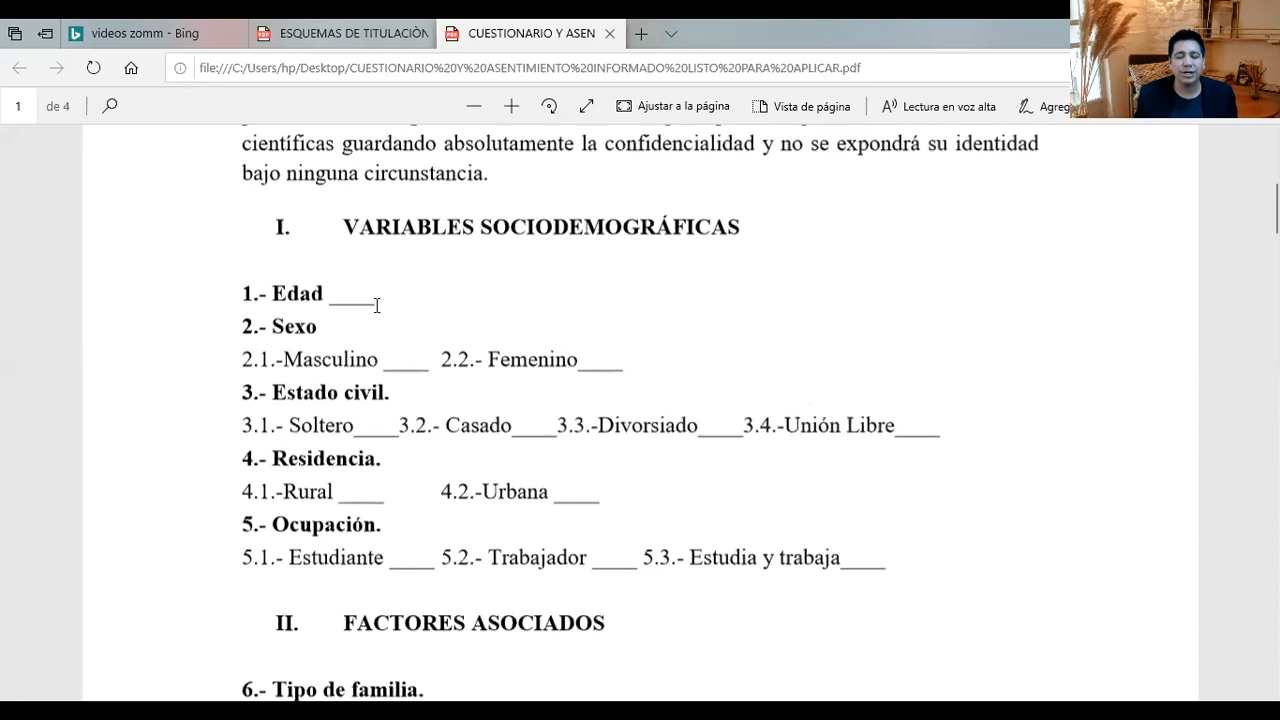 videos zomm - Bing
ESQUEMAS DE TITULACIÒN
CUESTIONARIO Y ASEN
file:///C:/Users/hp/Desktop/CUESTIONARIO%20Y%20ASENTIMIENTO%20INFORMADO%20LISTO%20PARA%20APLICAR.pdf
1 de 4
Ajustar a la página
Vista de página
Lectura en voz alta
Agreg
científicas guardando absolutamente la confidencialidad y no se expondrá su identidad
bajo ninguna circunstancia.
I. VARIABLES SOCIODEMOGRÁFICAS
1.- Edad ____
2.- Sexo
2.1.-Masculino ____ 2.2.- Femenino____
3.- Estado civil.
3.1.- Soltero____3.2.- Casado____3.3.-Divorsiado____3.4.-Unión Libre____
4.- Residencia.
4.1.-Rural ____ 4.2.-Urbana ____
5.- Ocupación.
5.1.- Estudiante ____ 5.2.- Trabajador ____ 5.3.- Estudia y trabaja____
II. FACTORES ASOCIADOS
6.- Tipo de familia.